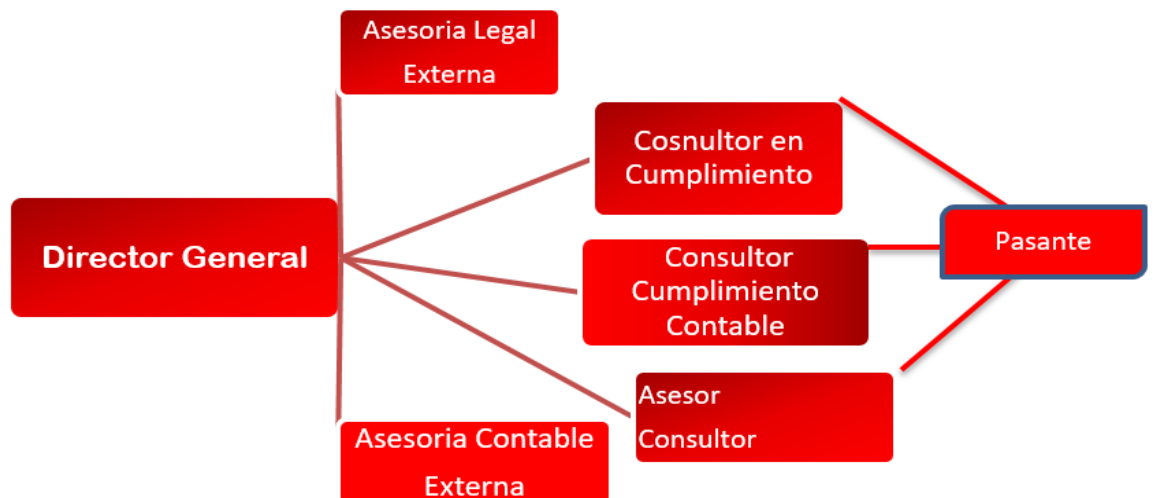 Asesoria Legal
Externa
Cosnultor en
Cumplimiento
Director General
Consultor
Cumplimiento
Contable
Pasante
Asesor
Consultor
Asesoria Contable
Externa